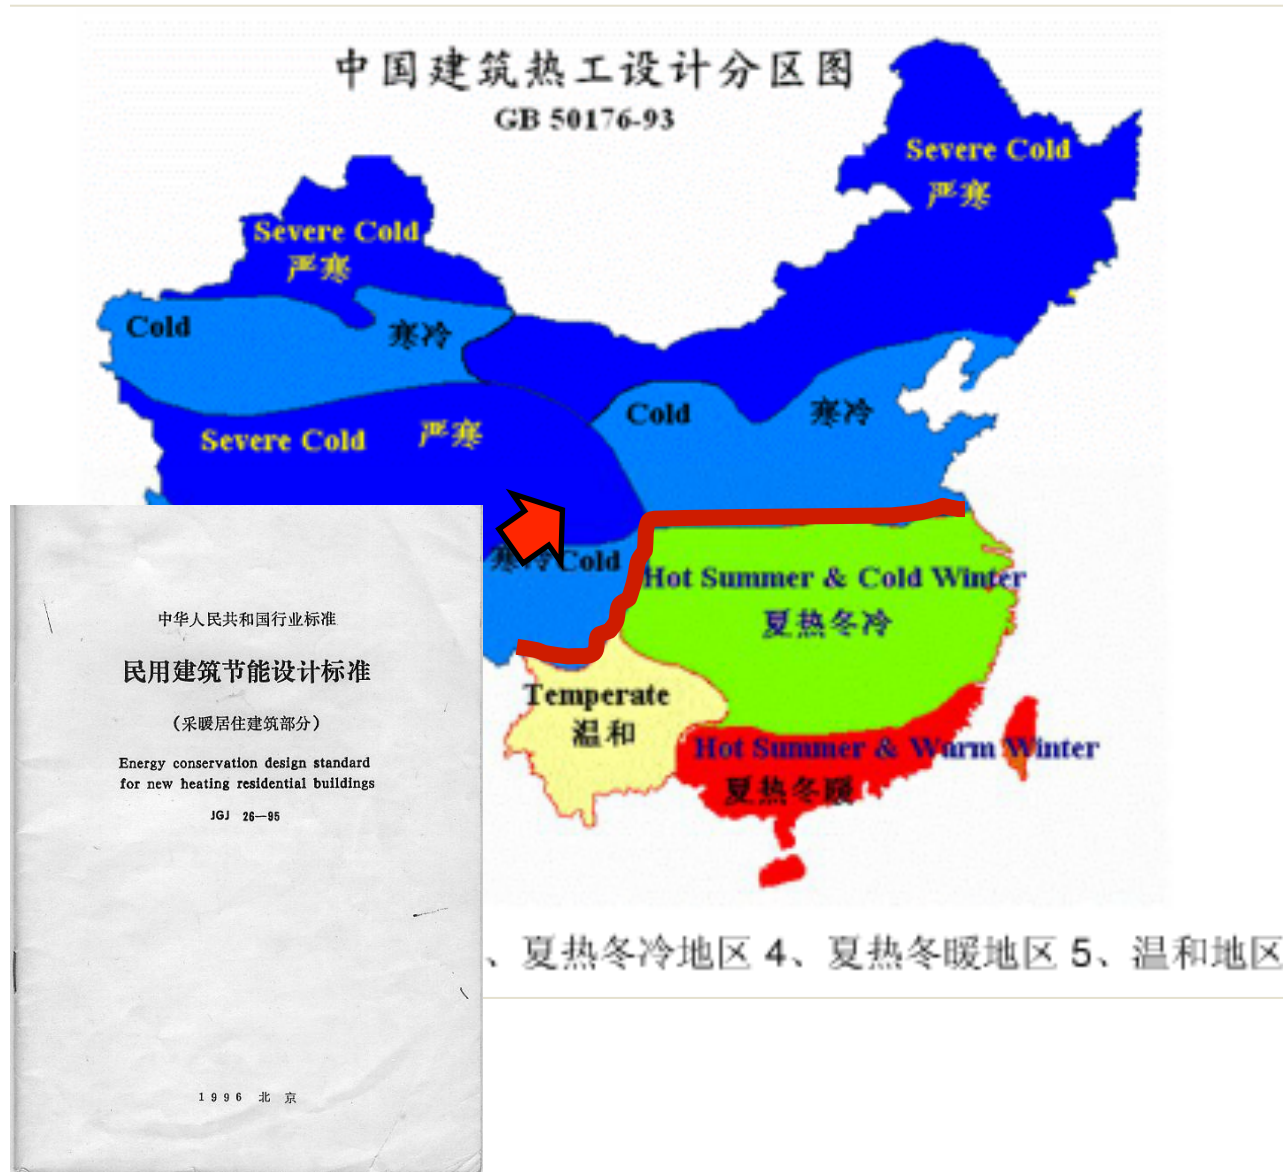 中国建筑热工设计分区图
GB 50176-93
Severe Cold
严寒
Severe Cold
严寒
Cold
寒冷
Cold
寒冷
Severe Cold
严寒
寒冷 Cold
Hot Summer & Cold Winter
夏热冬冷
Temperate
温和
Hot Summer & Warm Winter
夏热冬暖
、夏热冬冷地区 4、夏热冬暖地区 5、温和地区
中华人民共和国行业标准
民用建筑节能设计标准
(采暖居住建筑部分)
Energy conservation design standard
for new heating residential buildings
JGJ 26—95
1996 北京